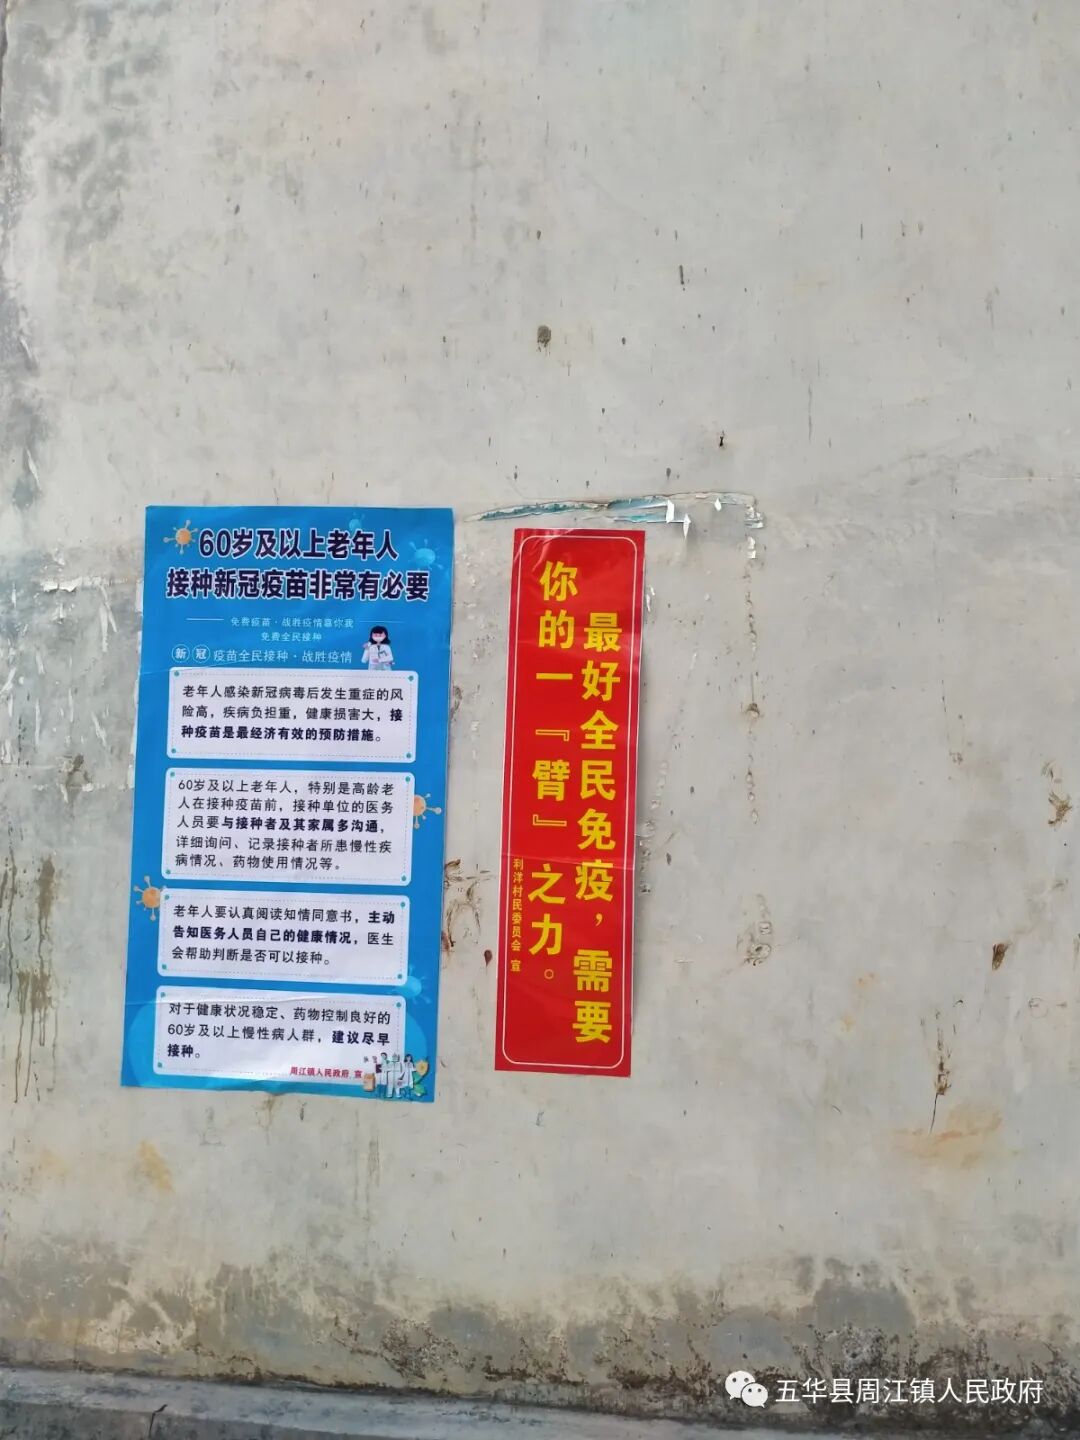 60岁及以上老年人
接种新冠疫苗非常有必要
免费疫苗·战胜疫情靠你我
免费全民接种
新冠疫苗全民接种·战胜疫情
老年人感染新冠病毒后发生重症的风
险高，疾病负担重，健康损害大，接
种疫苗是最经济有效的预防措施。
60岁及以上老年人，特别是高龄老
人在接种疫苗前，接种单位的医务
人员要与接种者及其家属多沟通，
详细询问、记录接种者所患慢性疾
病情况、药物使用情况等。
老年人要认真阅读知情同意书，主动
告知医务人员自己的健康情况，医生
会帮助判断是否可以接种。
对于健康状况稳定、药物控制良好的
60岁及以上慢性病人群，建议尽早
接种。
周江镇人民政府 宣
最好全民免疫，需要
你的一『臂』之力。
利洋村民委员会 宣
五华县周江镇人民政府